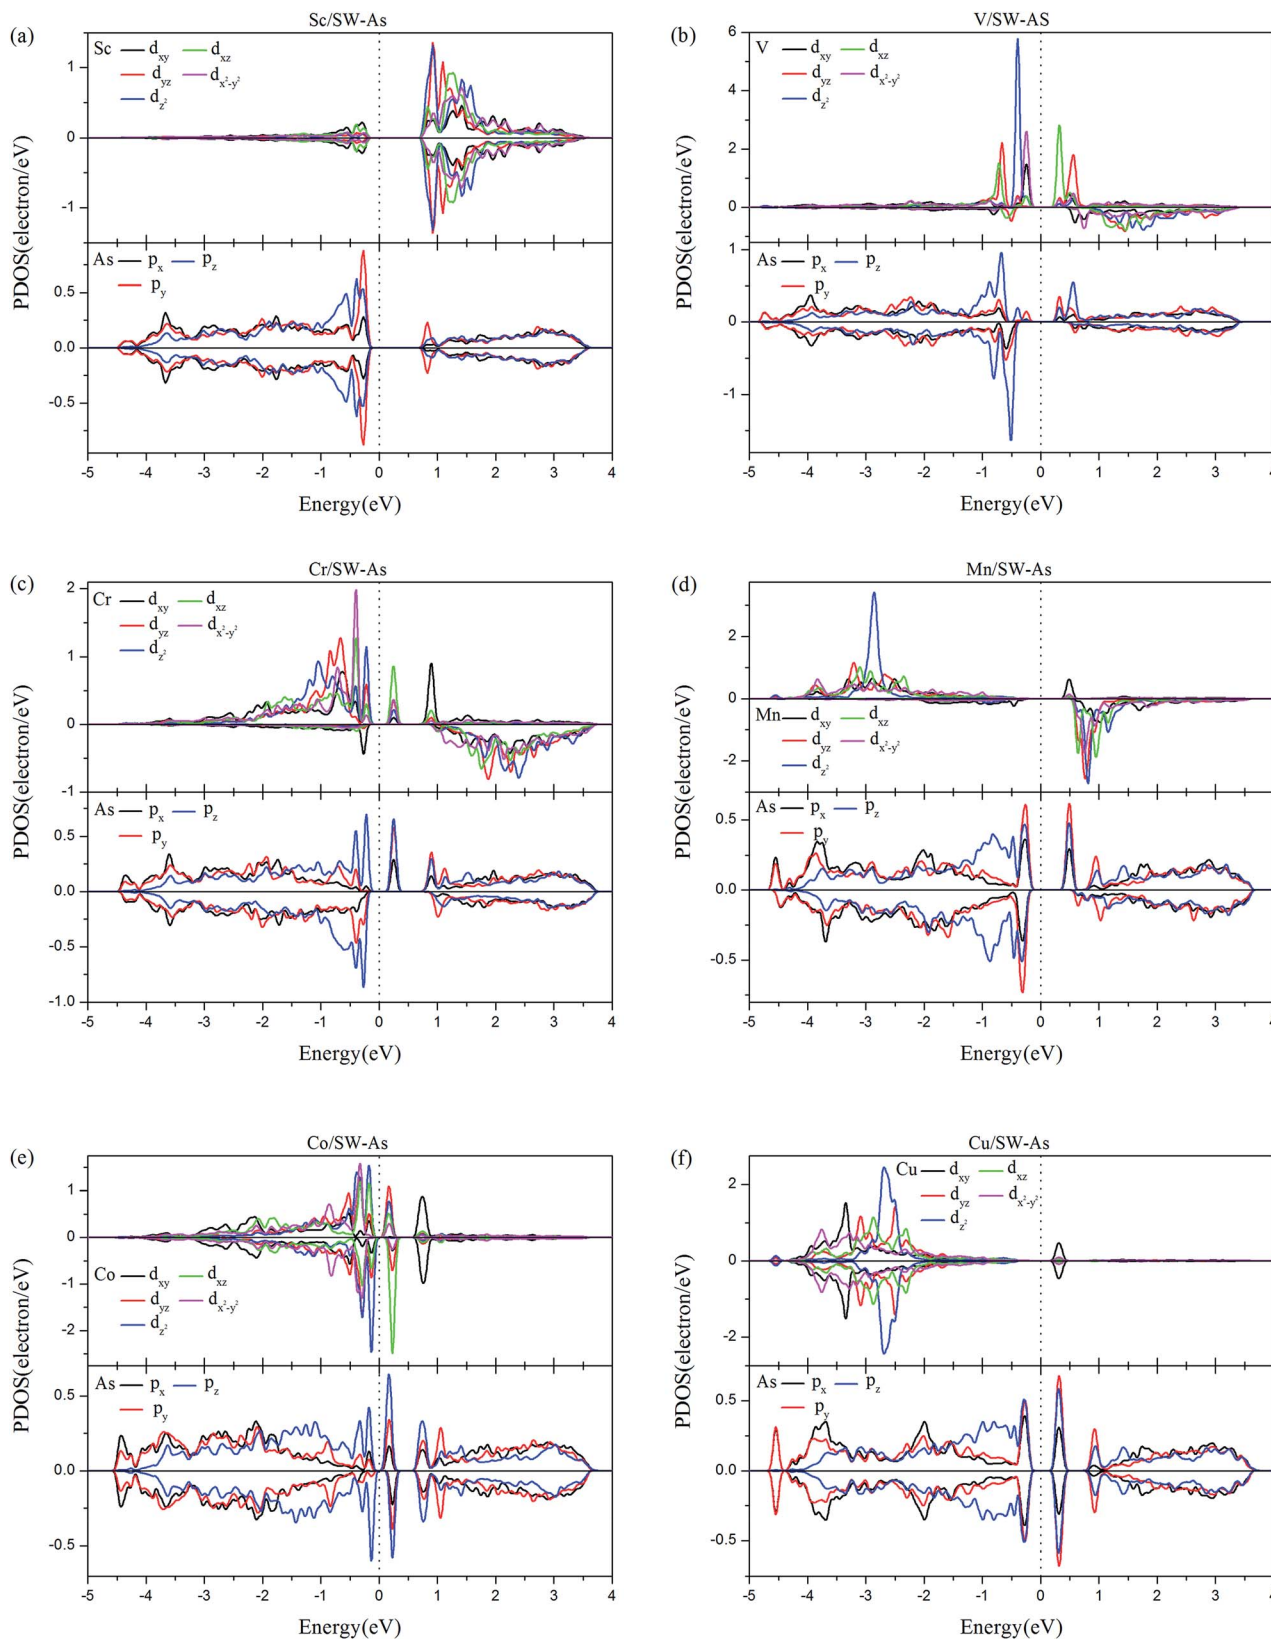 (a)
Sc/SW-As
Sc d_xy d_xz
d_yz d_x²-y²
d_z²
1
0
-1
As p_x p_z
p_y
0.5
0.0
-0.5
PDOS(electron/eV)
-5 -4 -3 -2 -1 0 1 2 3 4
Energy(eV)
(b)
V/SW-AS
V d_xy d_xz
d_yz d_x²-y²
d_z²
6
4
2
0
As p_x p_z
p_y
1
0
-1
PDOS(electron/eV)
-5 -4 -3 -2 -1 0 1 2 3 4
Energy(eV)
(c)
Cr/SW-As
Cr d_xy d_xz
d_yz d_x²-y²
d_z²
2
1
0
-1
As p_x p_z
p_y
0.5
0.0
-0.5
-1.0
PDOS(electron/eV)
-5 -4 -3 -2 -1 0 1 2 3 4
Energy(eV)
(d)
Mn/SW-As
2
0
-2
Mn d_xy d_xz
d_yz d_x²-y²
d_z²
As p_x p_z
p_y
0.5
0.0
-0.5
PDOS(electron/eV)
-5 -4 -3 -2 -1 0 1 2 3 4
Energy(eV)
(e)
Co/SW-As
1
0
-1
-2
Co d_xy d_xz
d_yz d_x²-y²
d_z²
As p_x p_z
p_y
0.5
0.0
-0.5
PDOS(electron/eV)
-5 -4 -3 -2 -1 0 1 2 3 4
Energy(eV)
(f)
Cu/SW-As
Cu d_xy d_xz
d_yz d_x²-y²
d_z²
2
0
-2
As p_x p_z
p_y
0.5
0.0
-0.5
PDOS(electron/eV)
-5 -4 -3 -2 -1 0 1 2 3 4
Energy(eV)